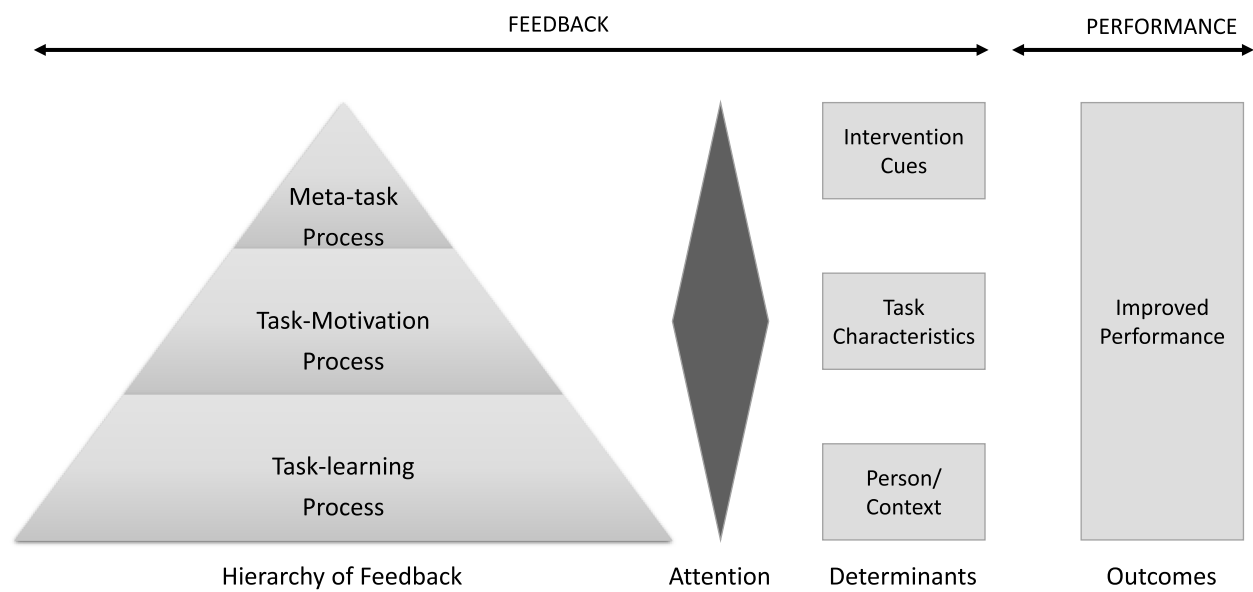 FEEDBACK
PERFORMANCE
Meta-task
Process
Task-Motivation
Process
Task-learning
Process
Intervention
Cues
Task
Characteristics
Person/
Context
Improved
Performance
Hierarchy of Feedback
Attention
Determinants
Outcomes